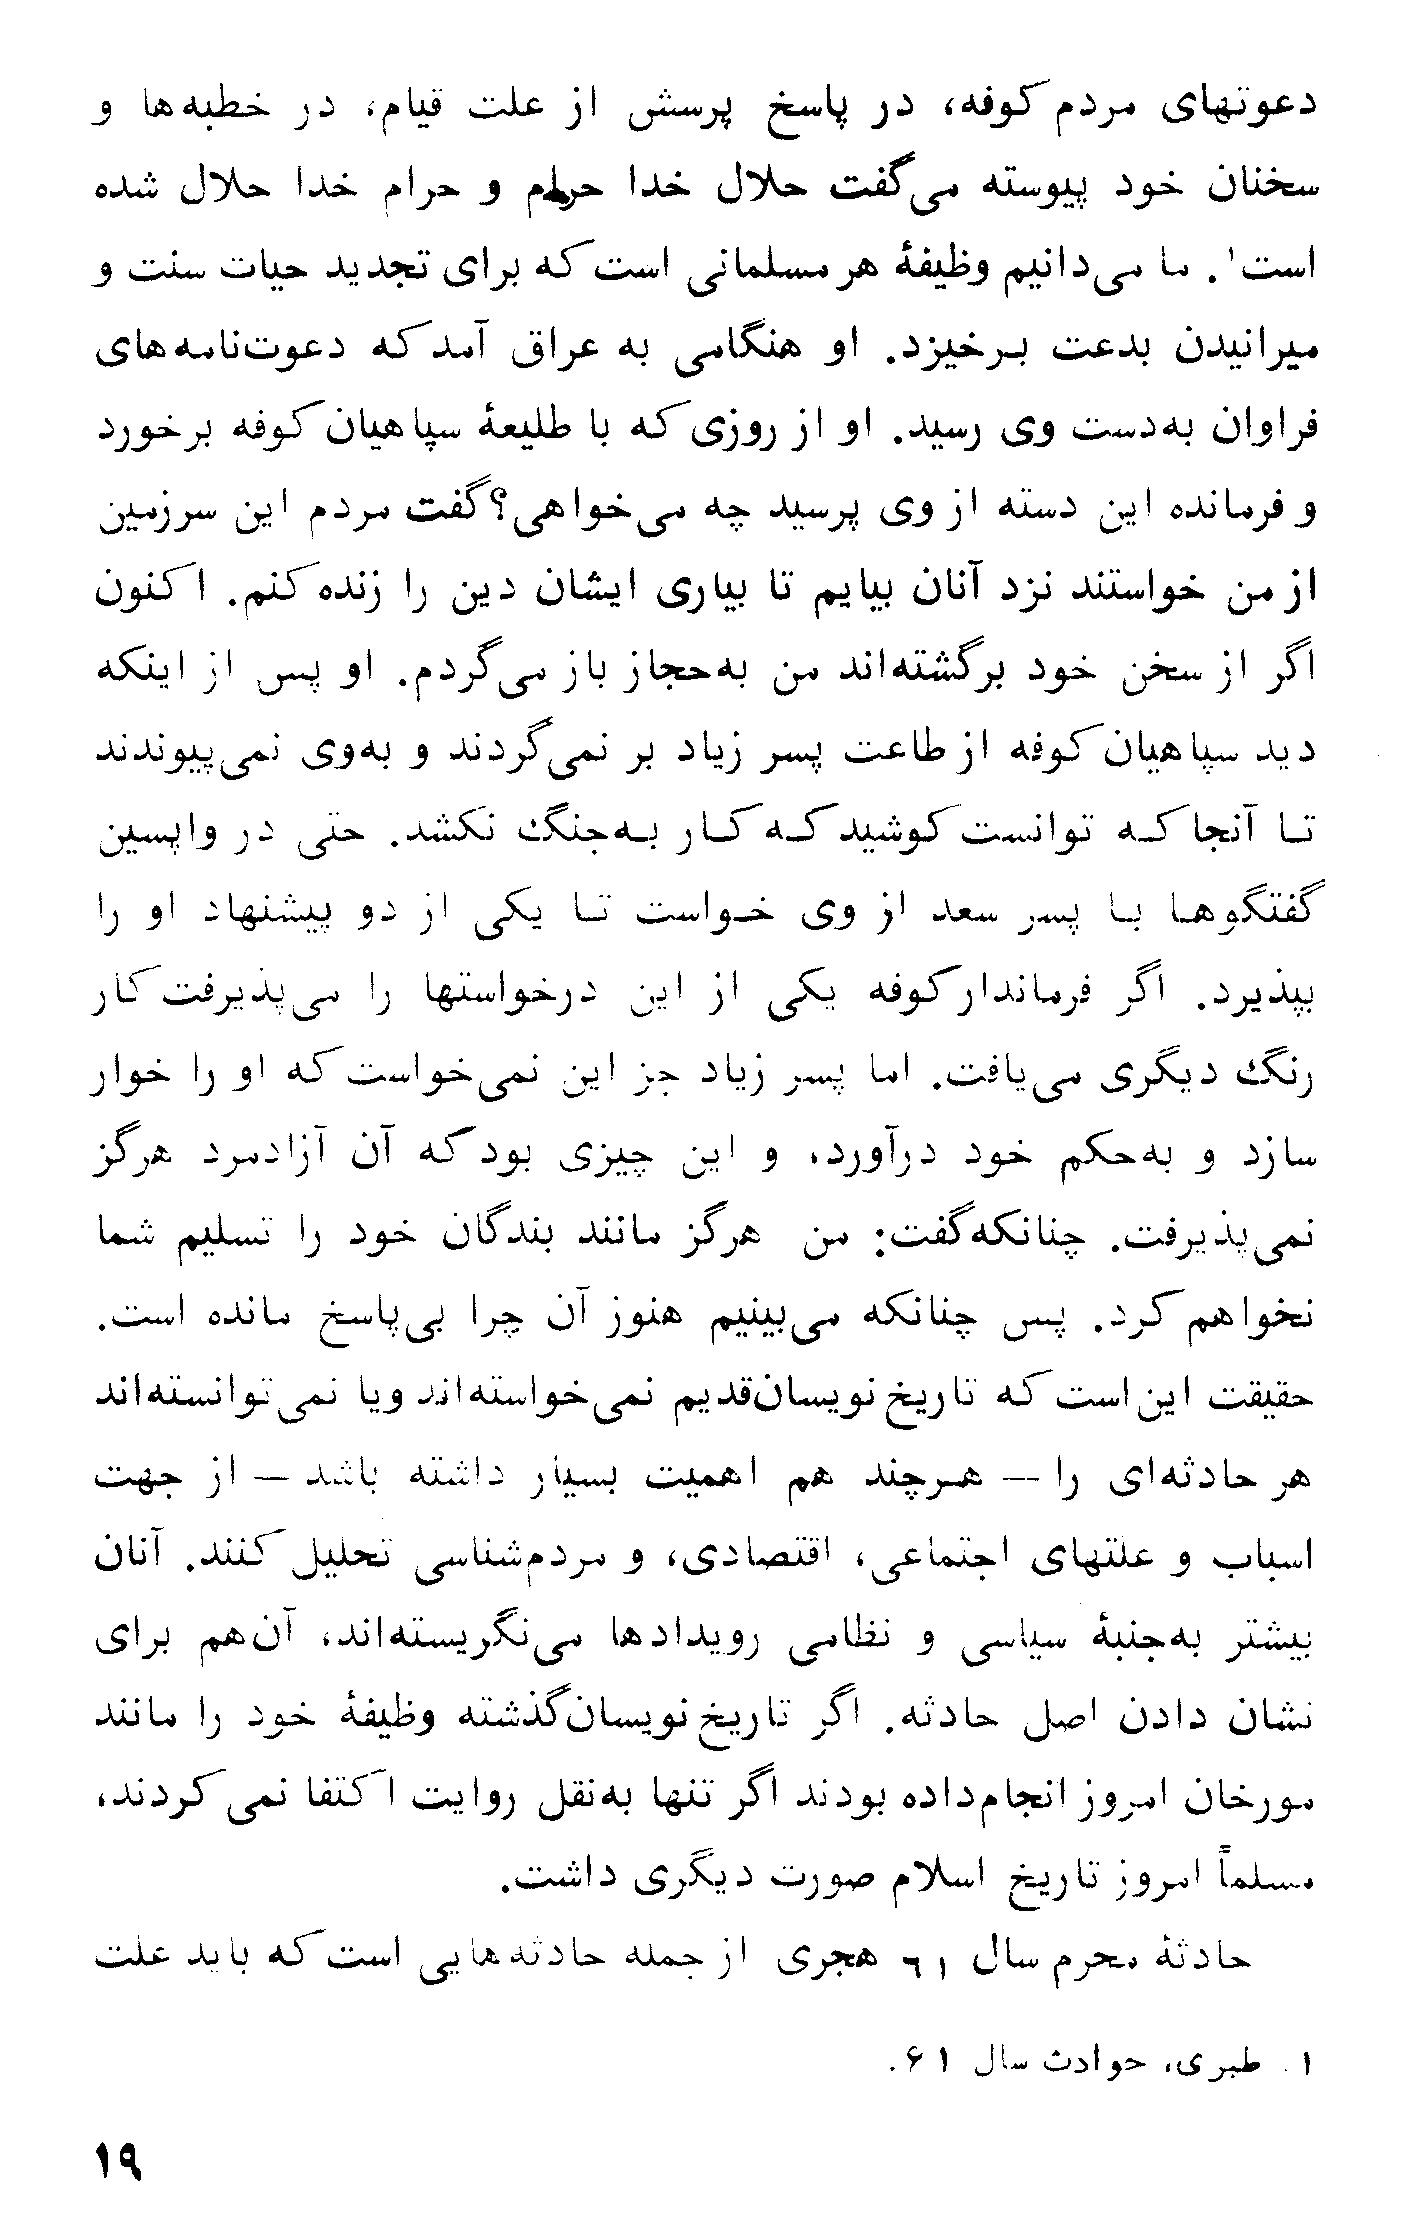 دعوتهای مردم کوفه، در پاسخ پرسش از علت قیام، در خطبه‌ها و
سخنان خود پیوسته می‌گفت حلال خدا حرام و حرام خدا حلال شده
است¹. ما می‌دانیم وظیفهٔ هر مسلمانی است که برای تجدید حیات سنت و
میرانیدن بدعت برخیزد. او هنگامی به عراق آمد که دعوت‌نامه‌های
فراوان به‌دست وی رسید. او از روزی که با طلیعهٔ سپاهیان کوفه برخورد
و فرمانده این دسته از وی پرسید چه می‌خواهی؟ گفت مردم این سرزمین
از من خواستند نزد آنان بیایم تا بیاری ایشان دین را زنده کنم. اکنون
اگر از سخن خود برگشته‌اند من به‌حجاز باز می‌گردم. او پس از اینکه
دید سپاهیان کوفه از طاعت پسر زیاد بر نمی‌گردند و به‌وی نمی‌پیوندند
تا آنجا که توانست کوشید که کار به‌جنگ نکشد. حتی در واپسین
گفتگوها با پسر سعد از وی خواست تا یکی از دو پیشنهاد او را
بپذیرد. اگر فرماندار کوفه یکی از این درخواستها را می‌پذیرفت کار
رنگ دیگری می‌یافت. اما پسر زیاد جز این نمی‌خواست که او را خوار
سازد و به‌حکم خود درآورد، و این چیزی بود که آن آزادمرد هرگز
نمی‌پذیرفت. چنانکه گفت: من هرگز مانند بندگان خود را تسلیم شما
نخواهم کرد. پس چنانکه می‌بینیم هنوز آن چرا بی‌پاسخ مانده است.
حقیقت این است که تاریخ‌نویسان قدیم نمی‌خواسته‌اند ویا نمی‌توانسته‌اند
هر حادثه‌ای را — هرچند هم اهمیت بسیار داشته باشد — از جهت
اسباب و علتهای اجتماعی، اقتصادی، و مردم‌شناسی تحلیل کنند. آنان
بیشتر به‌جنبهٔ سیاسی و نظامی رویدادها می‌نگریسته‌اند، آن‌هم برای
نشان دادن اصل حادثه. اگر تاریخ‌نویسان گذشته وظیفهٔ خود را مانند
مورخان امروز انجام‌داده بودند اگر تنها به‌نقل روایت اکتفا نمی‌کردند،
مسلماً امروز تاریخ اسلام صورت دیگری داشت.
حادثهٔ محرم سال ۶۱ هجری از جمله حادثه‌هایی است که باید علت
۱. طبری، حوادث سال ۶۱.
۱۹